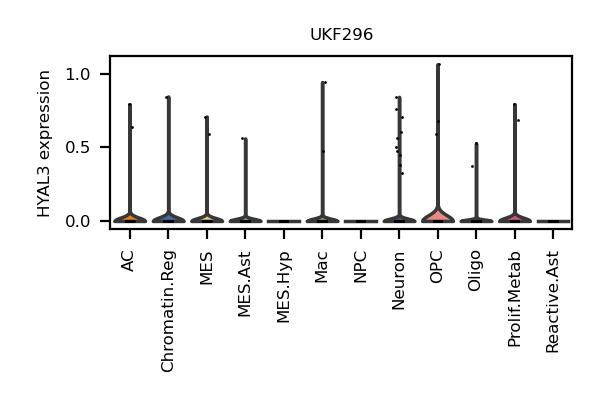 UKF296
HYAL3 expression
1.0
0.5
0.0
AC
Chromatin.Reg
MES
MES.Ast
MES.Hyp
Mac
NPC
Neuron
OPC
Oligo
Prolif.Metab
Reactive.Ast